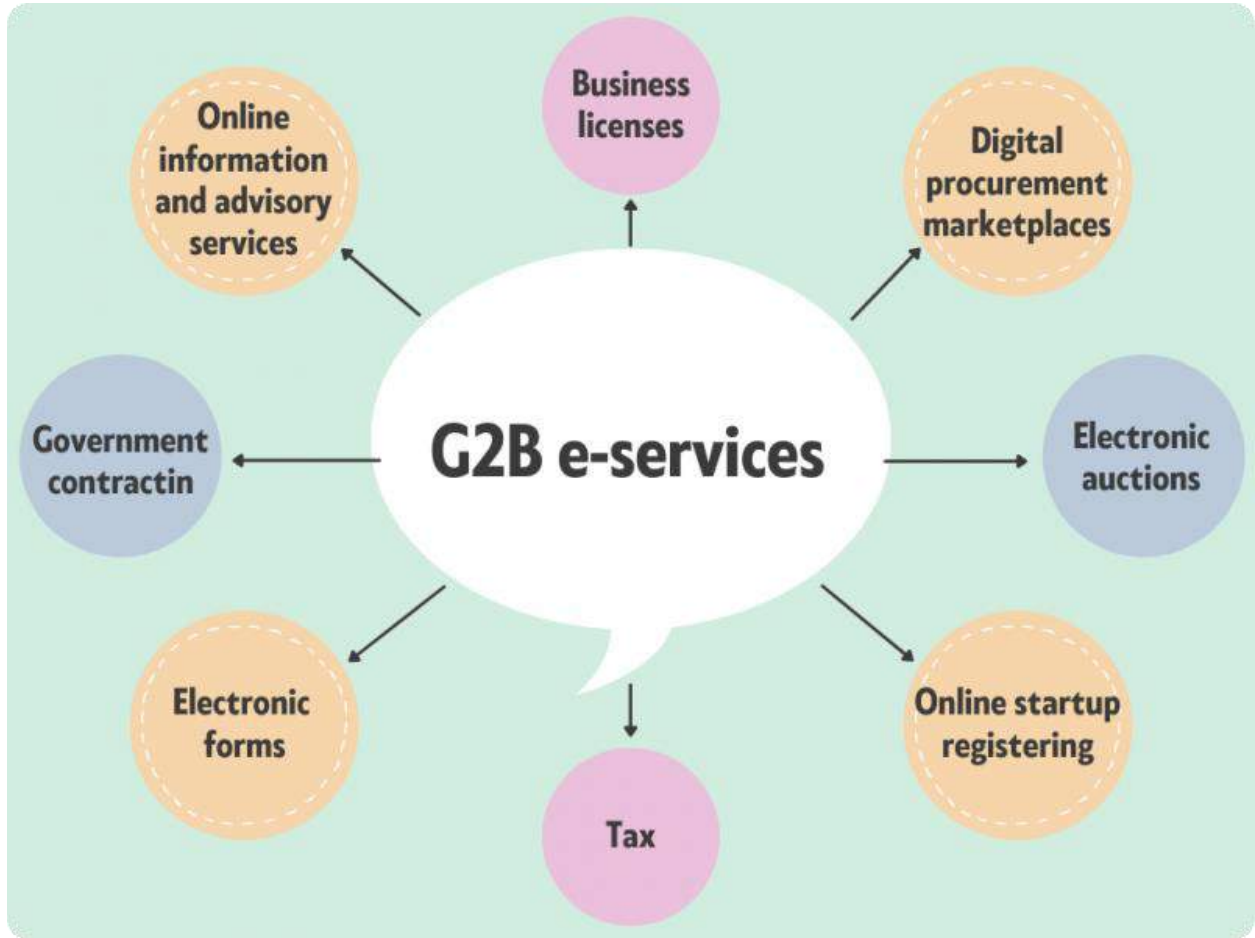 Business
licenses
Online
information
and advisory
services
Digital
procurement
marketplaces
Government
contractin
G2B e-services
Electronic
auctions
Electronic
forms
Online startup
registering
Tax